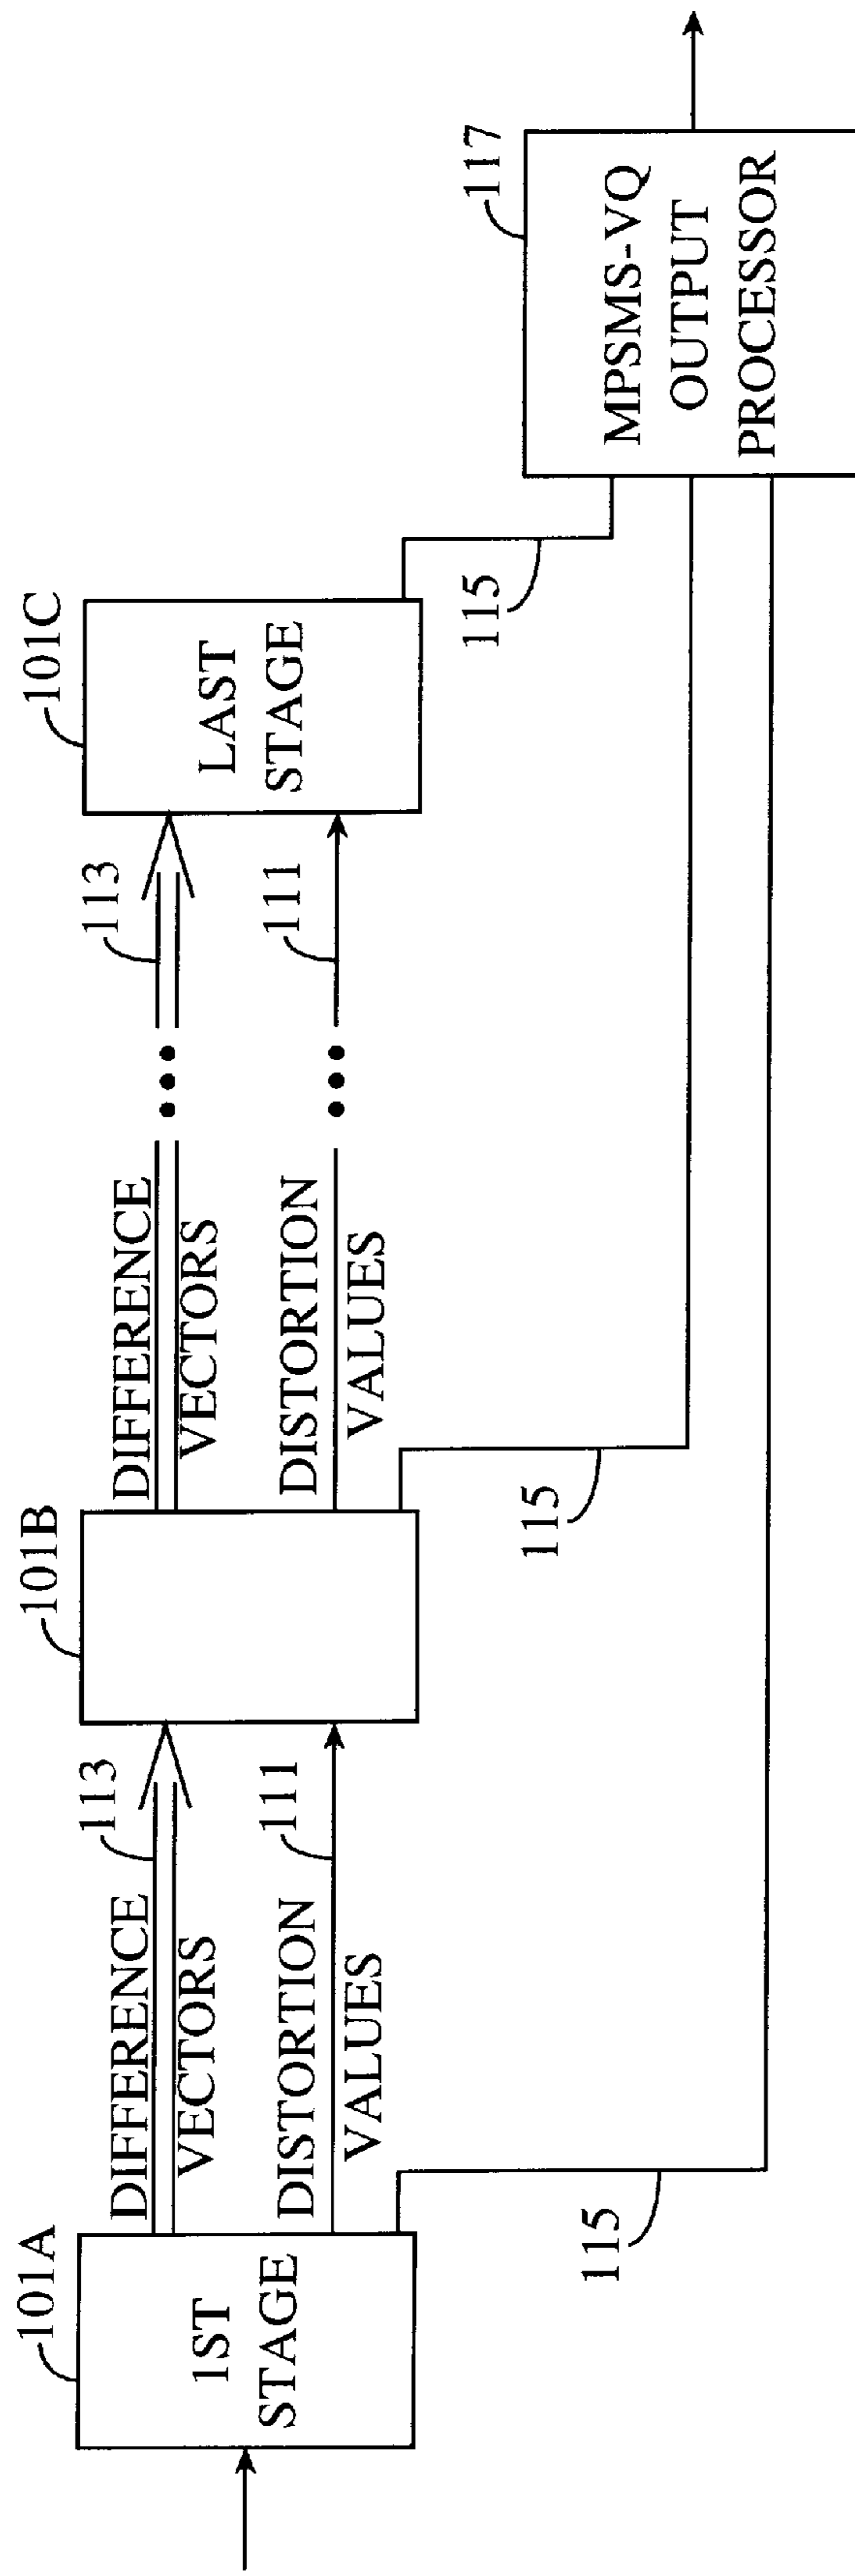 101A
1ST
STAGE
DIFFERENCE
VECTORS
113
DISTORTION
VALUES
111
115
101B
DIFFERENCE
VECTORS
113
DISTORTION
VALUES
111
115
101C
LAST
STAGE
115
117
MPSMS-VQ
OUTPUT
PROCESSOR